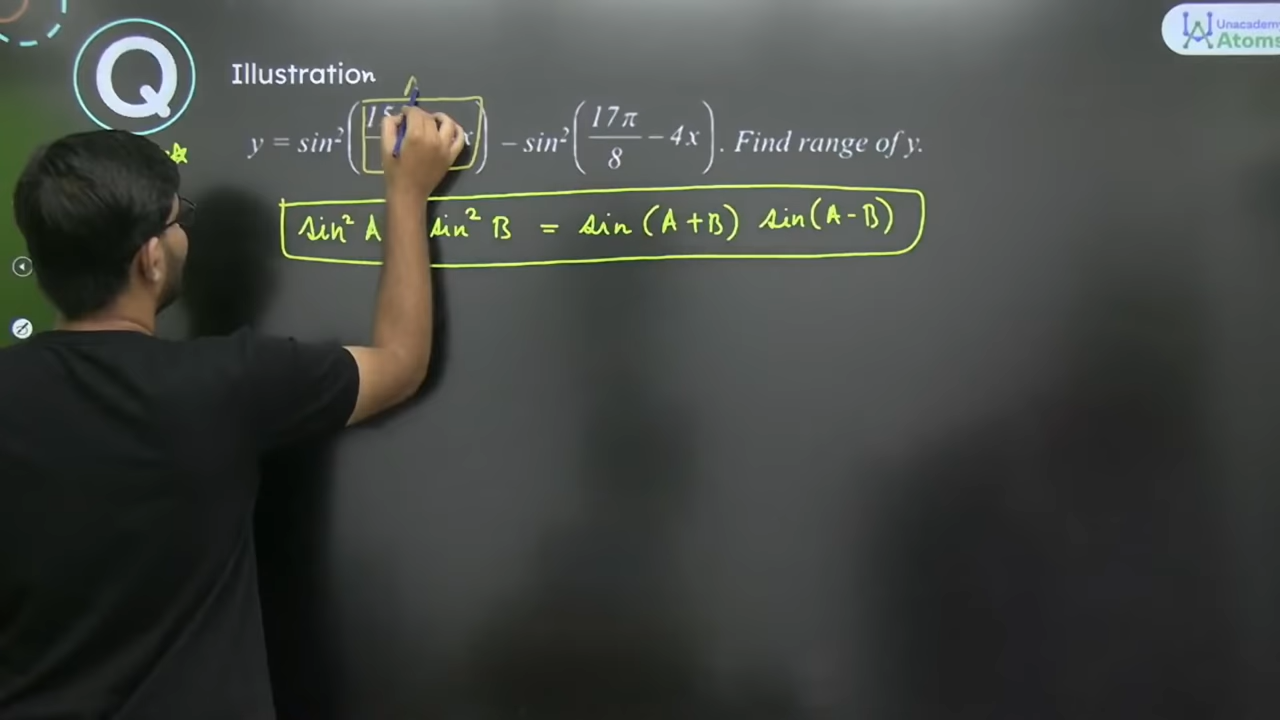 Unacademy
Atoms
Q
Illustration
y = sin² (15 x) − sin² (17π/8 − 4x). Find range of y.
sin² A sin² B = sin (A+B) sin(A-B)